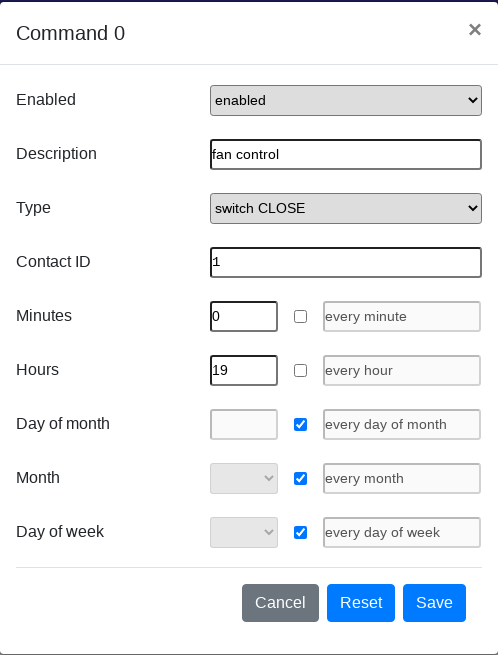 Command 0 ×
Enabled enabled
Description fan control
Type switch CLOSE
Contact ID 1
Minutes 0 every minute
Hours 19 every hour
Day of month every day of month
Month every month
Day of week every day of week
Cancel Reset Save